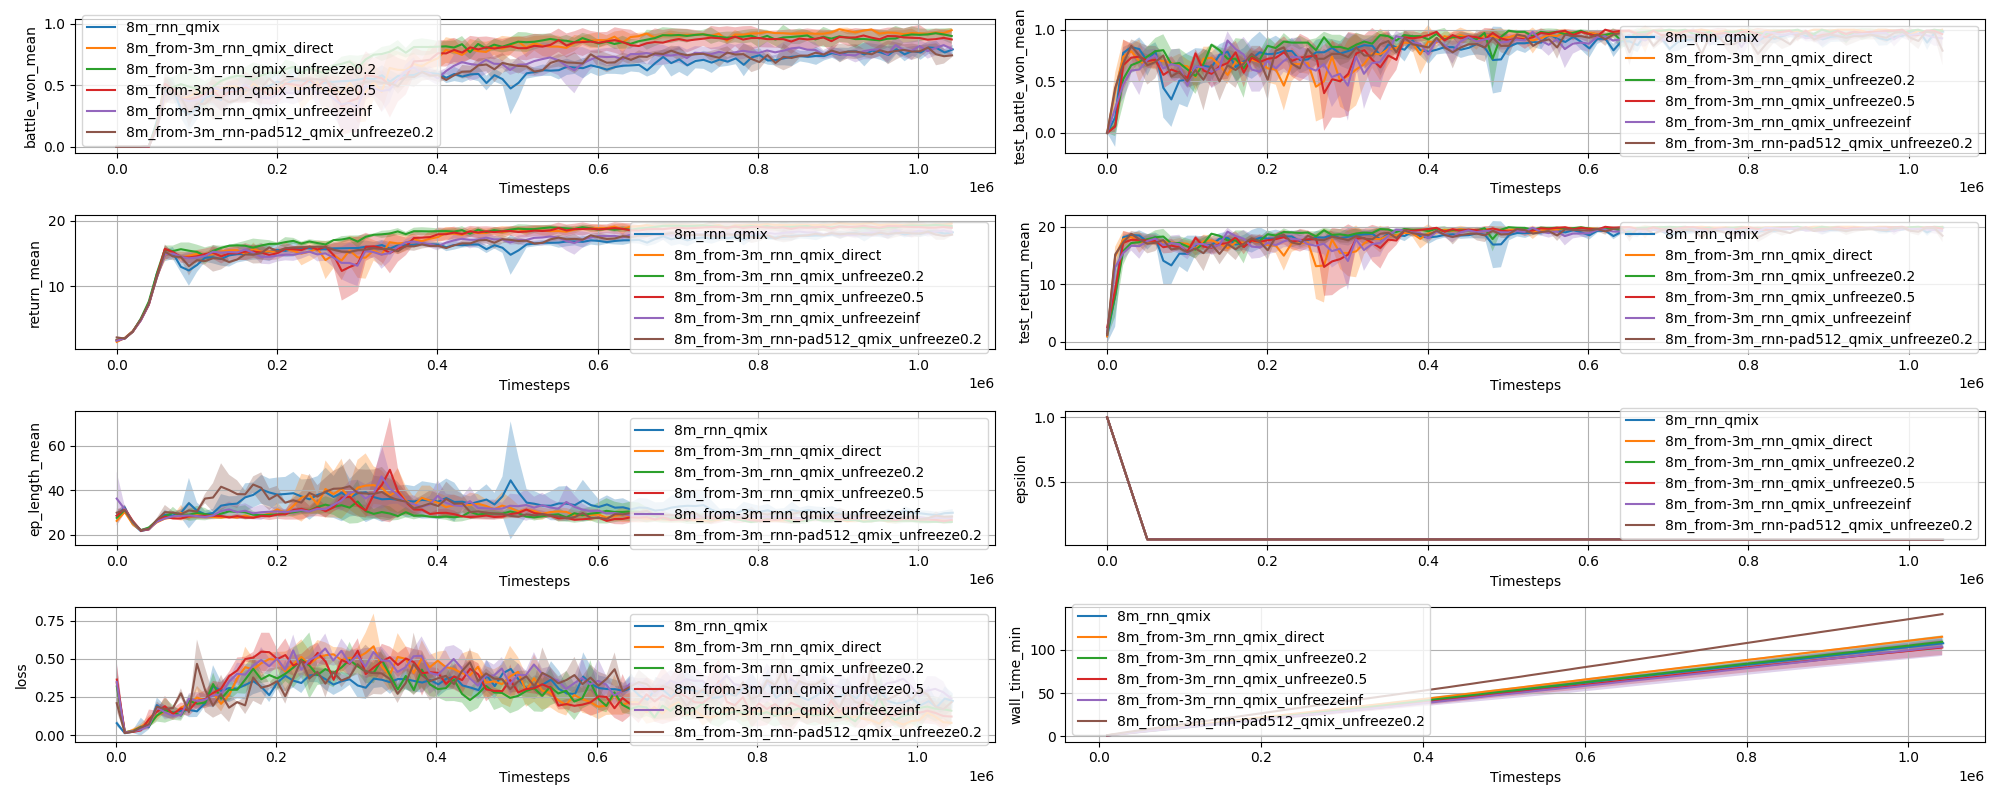 battle_won_mean
1.0
0.5
0.0
8m_rnn_qmix
8m_from-3m_rnn_qmix_direct
8m_from-3m_rnn_qmix_unfreeze0.2
8m_from-3m_rnn_qmix_unfreeze0.5
8m_from-3m_rnn_qmix_unfreezeinf
8m_from-3m_rnn-pad512_qmix_unfreeze0.2
0.0 0.2 0.4 0.6 0.8 1.0
Timesteps
1e6
test_battle_won_mean
1.0
0.5
0.0
8m_rnn_qmix
8m_from-3m_rnn_qmix_direct
8m_from-3m_rnn_qmix_unfreeze0.2
8m_from-3m_rnn_qmix_unfreeze0.5
8m_from-3m_rnn_qmix_unfreezeinf
8m_from-3m_rnn-pad512_qmix_unfreeze0.2
0.0 0.2 0.4 0.6 0.8 1.0
Timesteps
1e6
return_mean
20
10
8m_rnn_qmix
8m_from-3m_rnn_qmix_direct
8m_from-3m_rnn_qmix_unfreeze0.2
8m_from-3m_rnn_qmix_unfreeze0.5
8m_from-3m_rnn_qmix_unfreezeinf
8m_from-3m_rnn-pad512_qmix_unfreeze0.2
0.0 0.2 0.4 0.6 0.8 1.0
Timesteps
1e6
test_return_mean
20
10
0
8m_rnn_qmix
8m_from-3m_rnn_qmix_direct
8m_from-3m_rnn_qmix_unfreeze0.2
8m_from-3m_rnn_qmix_unfreeze0.5
8m_from-3m_rnn_qmix_unfreezeinf
8m_from-3m_rnn-pad512_qmix_unfreeze0.2
0.0 0.2 0.4 0.6 0.8 1.0
Timesteps
1e6
ep_length_mean
60
40
20
8m_rnn_qmix
8m_from-3m_rnn_qmix_direct
8m_from-3m_rnn_qmix_unfreeze0.2
8m_from-3m_rnn_qmix_unfreeze0.5
8m_from-3m_rnn_qmix_unfreezeinf
8m_from-3m_rnn-pad512_qmix_unfreeze0.2
0.0 0.2 0.4 0.6 0.8 1.0
Timesteps
1e6
epsilon
1.0
0.5
8m_rnn_qmix
8m_from-3m_rnn_qmix_direct
8m_from-3m_rnn_qmix_unfreeze0.2
8m_from-3m_rnn_qmix_unfreeze0.5
8m_from-3m_rnn_qmix_unfreezeinf
8m_from-3m_rnn-pad512_qmix_unfreeze0.2
0.0 0.2 0.4 0.6 0.8 1.0
Timesteps
1e6
loss
0.75
0.50
0.25
0.00
8m_rnn_qmix
8m_from-3m_rnn_qmix_direct
8m_from-3m_rnn_qmix_unfreeze0.2
8m_from-3m_rnn_qmix_unfreeze0.5
8m_from-3m_rnn_qmix_unfreezeinf
8m_from-3m_rnn-pad512_qmix_unfreeze0.2
0.0 0.2 0.4 0.6 0.8 1.0
Timesteps
1e6
wall_time_min
100
50
0
8m_rnn_qmix
8m_from-3m_rnn_qmix_direct
8m_from-3m_rnn_qmix_unfreeze0.2
8m_from-3m_rnn_qmix_unfreeze0.5
8m_from-3m_rnn_qmix_unfreezeinf
8m_from-3m_rnn-pad512_qmix_unfreeze0.2
0.0 0.2 0.4 0.6 0.8 1.0
Timesteps
1e6